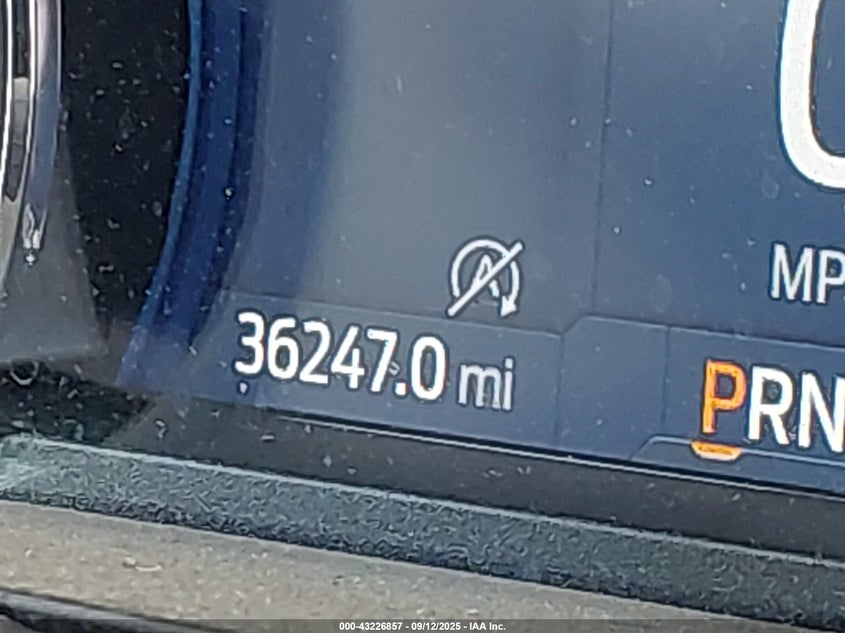 MP
36247.0 mi
PRN
000-43226857 - 09/12/2025 - IAA Inc.